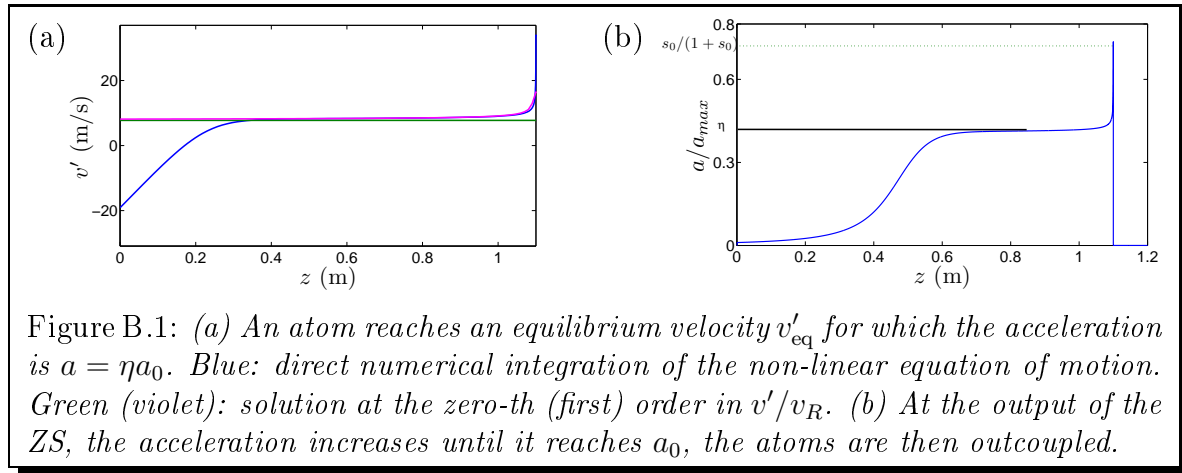 (a)
20
0
−20
v′ (m/s)
0 0.2 0.4 0.6 0.8 1
z (m)
(b)
0.8
s₀/(1 + s₀)
0.6
η
0.3
0
a/aₘₐₓ
0 0.2 0.4 0.6 0.8 1 1.2
z (m)
Figure B.1: (a) An atom reaches an equilibrium velocity v′eq for which the acceleration
is a = ηa₀. Blue: direct numerical integration of the non-linear equation of motion.
Green (violet): solution at the zero-th (first) order in v′/vR. (b) At the output of the
ZS, the acceleration increases until it reaches a₀, the atoms are then outcoupled.